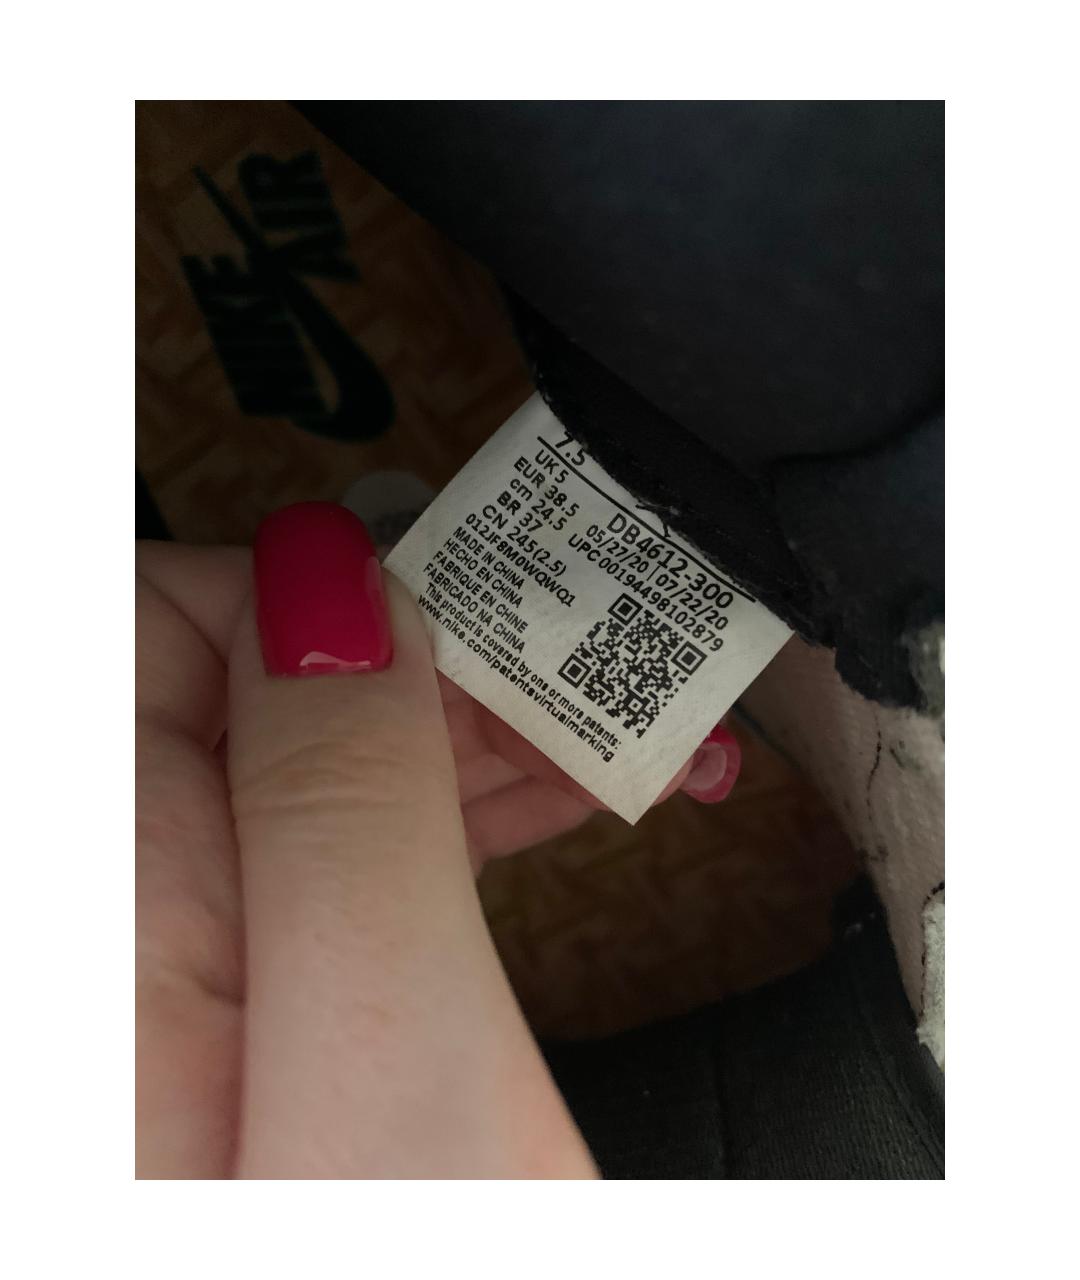 NIKE AIR
7.5
UK 5
EUR 38.5
cm 24.5
BR 37
CN 245(2.5)
012JF8M0WQWQ1
MADE IN CHINA
HECHO EN CHINA
FABRIQUE EN CHINE
FABRICADO NA CHINA
This product is covered by one or more patents:
www.nike.com/patentsvirtualmarking
DB4612-300
05/27/20 | 07/22/20
UPC 00194498102879